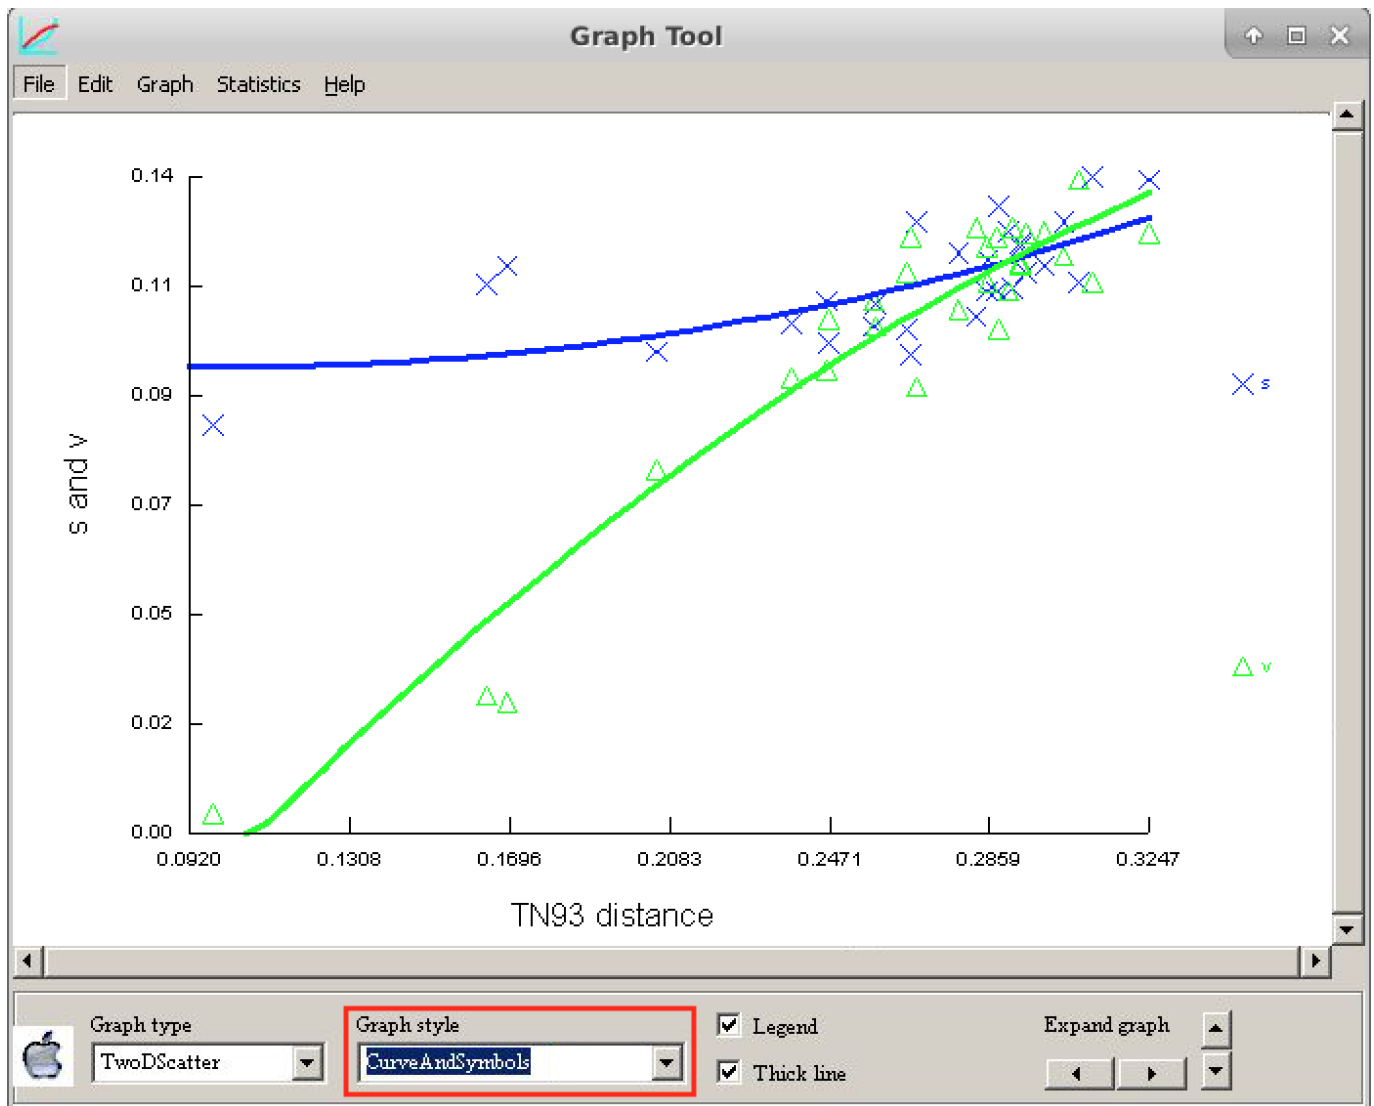 Graph Tool
File Edit Graph Statistics Help
0.14
0.11
0.09
0.07
0.05
0.02
0.00
s and v
0.0920 0.1308 0.1696 0.2083 0.2471 0.2859 0.3247
TN93 distance
s
v
Graph type
TwoDScatter
Graph style
CurveAndSymbols
Legend
Thick line
Expand graph